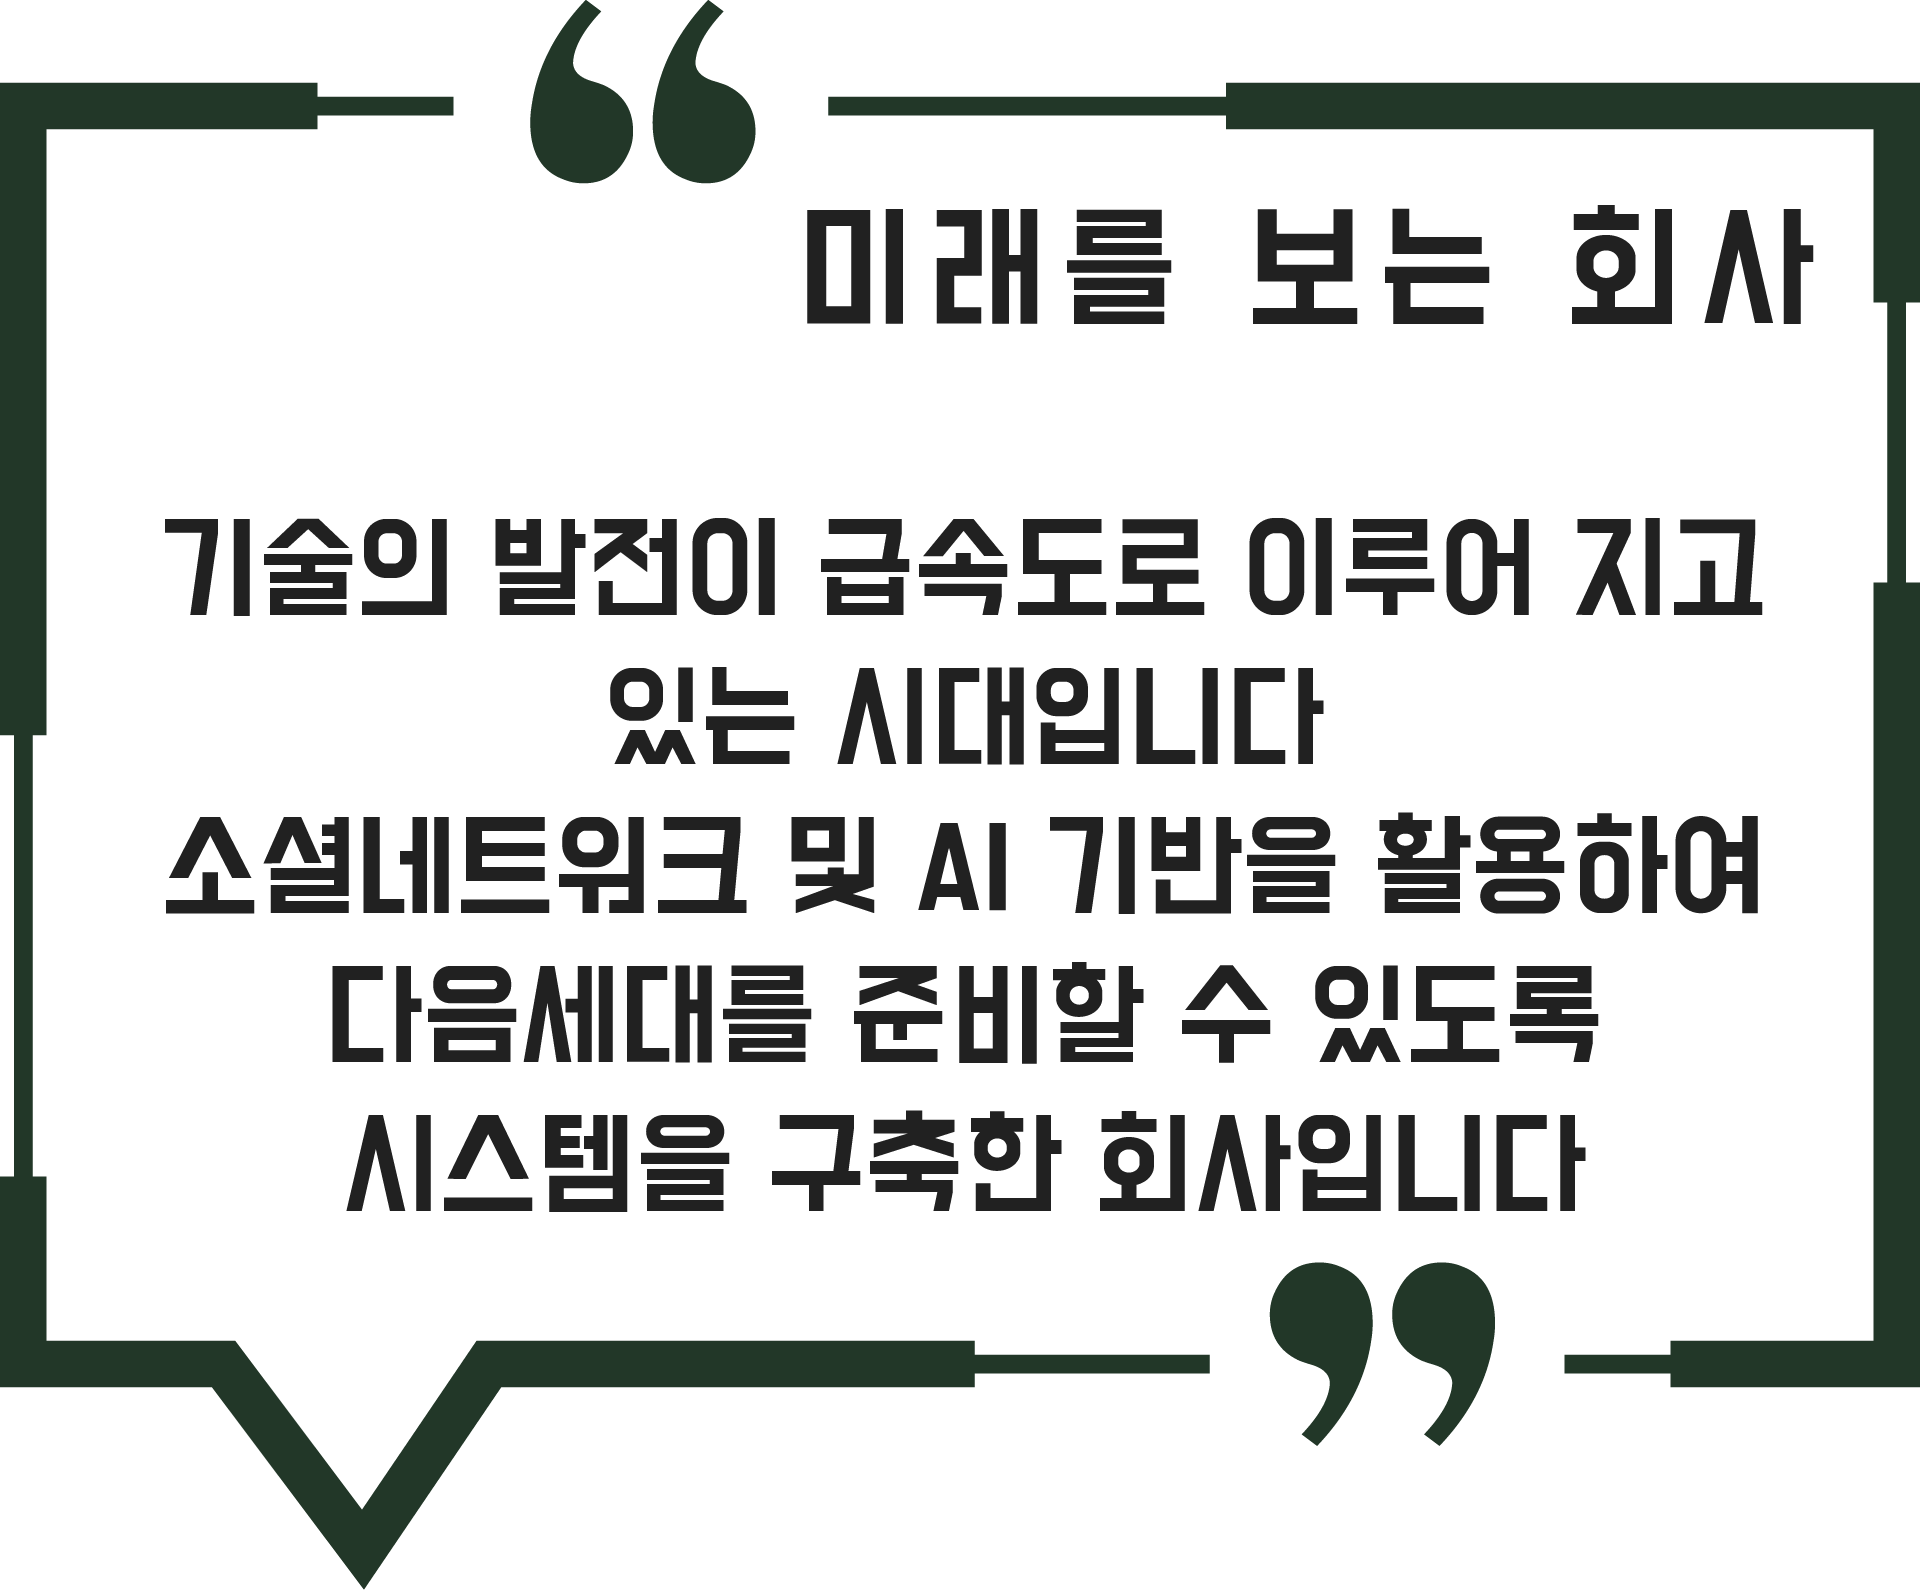 미래를 보는 회사
기술의 발전이 급속도로 이루어 지고
있는 시대입니다
소셜네트워크 및 AI 기반을 활용하여
다음세대를 준비할 수 있도록
시스템을 구축한 회사입니다